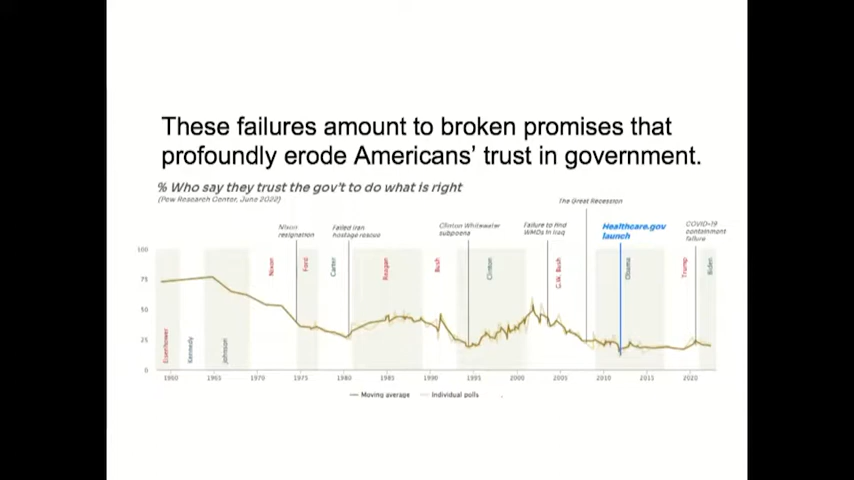 These failures amount to broken promises that
profoundly erode Americans' trust in government.
% Who say they trust the gov't to do what is right
(Pew Research Center, June 2022)
The Great Recession
Nixon
resignation
Failed Iran
hostage rescue
Clinton Whitewater
subpoena
Failure to find
WMDs in Iraq
Healthcare.gov
launch
COVID-19
containment
failure
100
75
50
25
0
Eisenhower
Kennedy
Johnson
Nixon
Ford
Carter
Reagan
Bush
Clinton
G.W. Bush
Obama
Trump
Biden
1960
1965
1970
1975
1980
1985
1990
1995
2000
2005
2010
2015
2020
Moving average
Individual polls